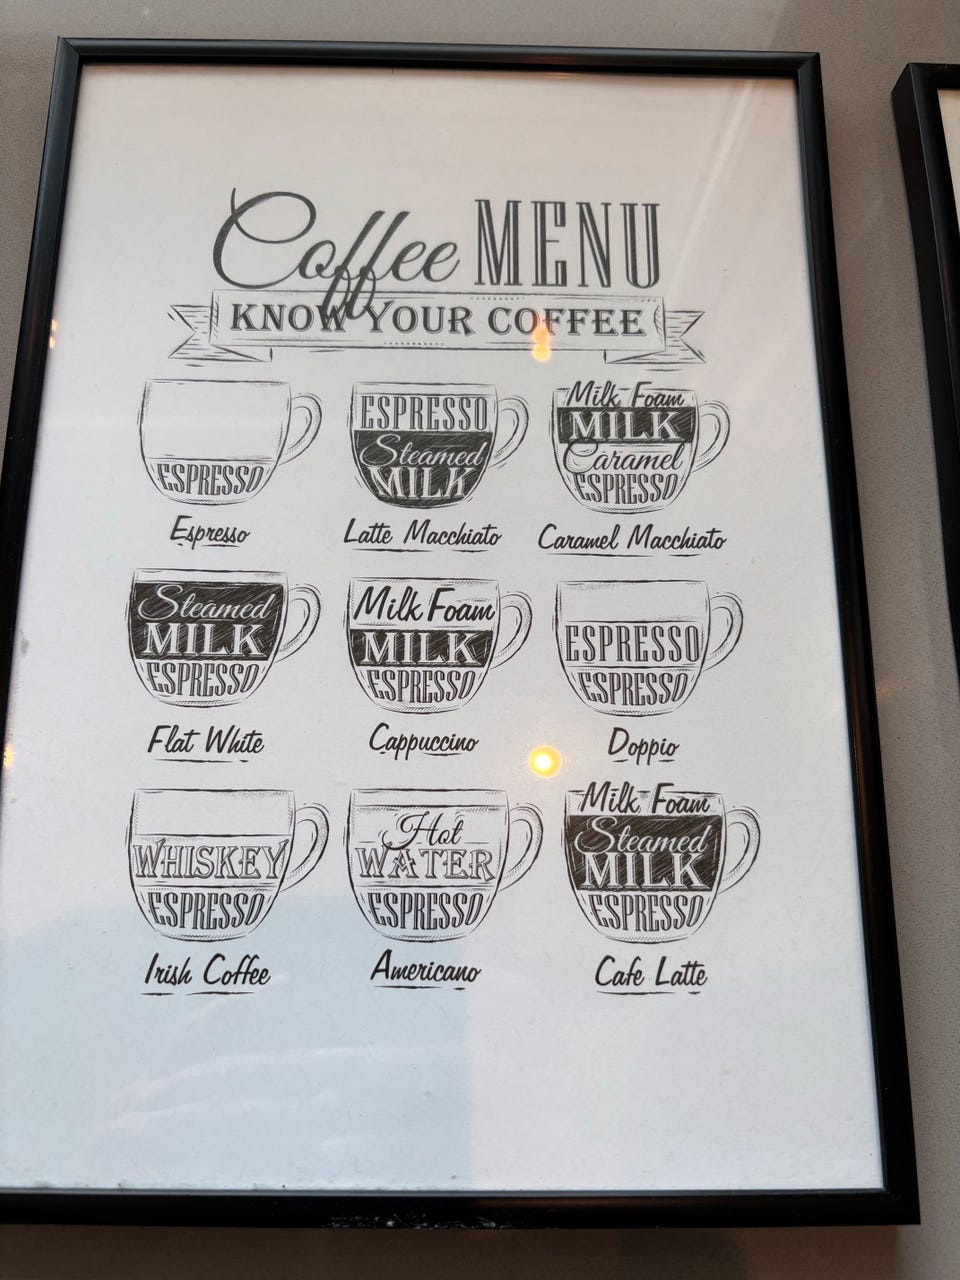 Coffee MENU
KNOW YOUR COFFEE
ESPRESSO
Espresso
ESPRESSO
Steamed
MILK
Latte Macchiato
Milk Foam
MILK
Caramel
ESPRESSO
Caramel Macchiato
Steamed
MILK
ESPRESSO
Flat White
Milk Foam
MILK
ESPRESSO
Cappuccino
ESPRESSO
ESPRESSO
Doppio
WHISKEY
ESPRESSO
Irish Coffee
Hot
WATER
ESPRESSO
Americano
Milk Foam
Steamed
MILK
ESPRESSO
Cafe Latte